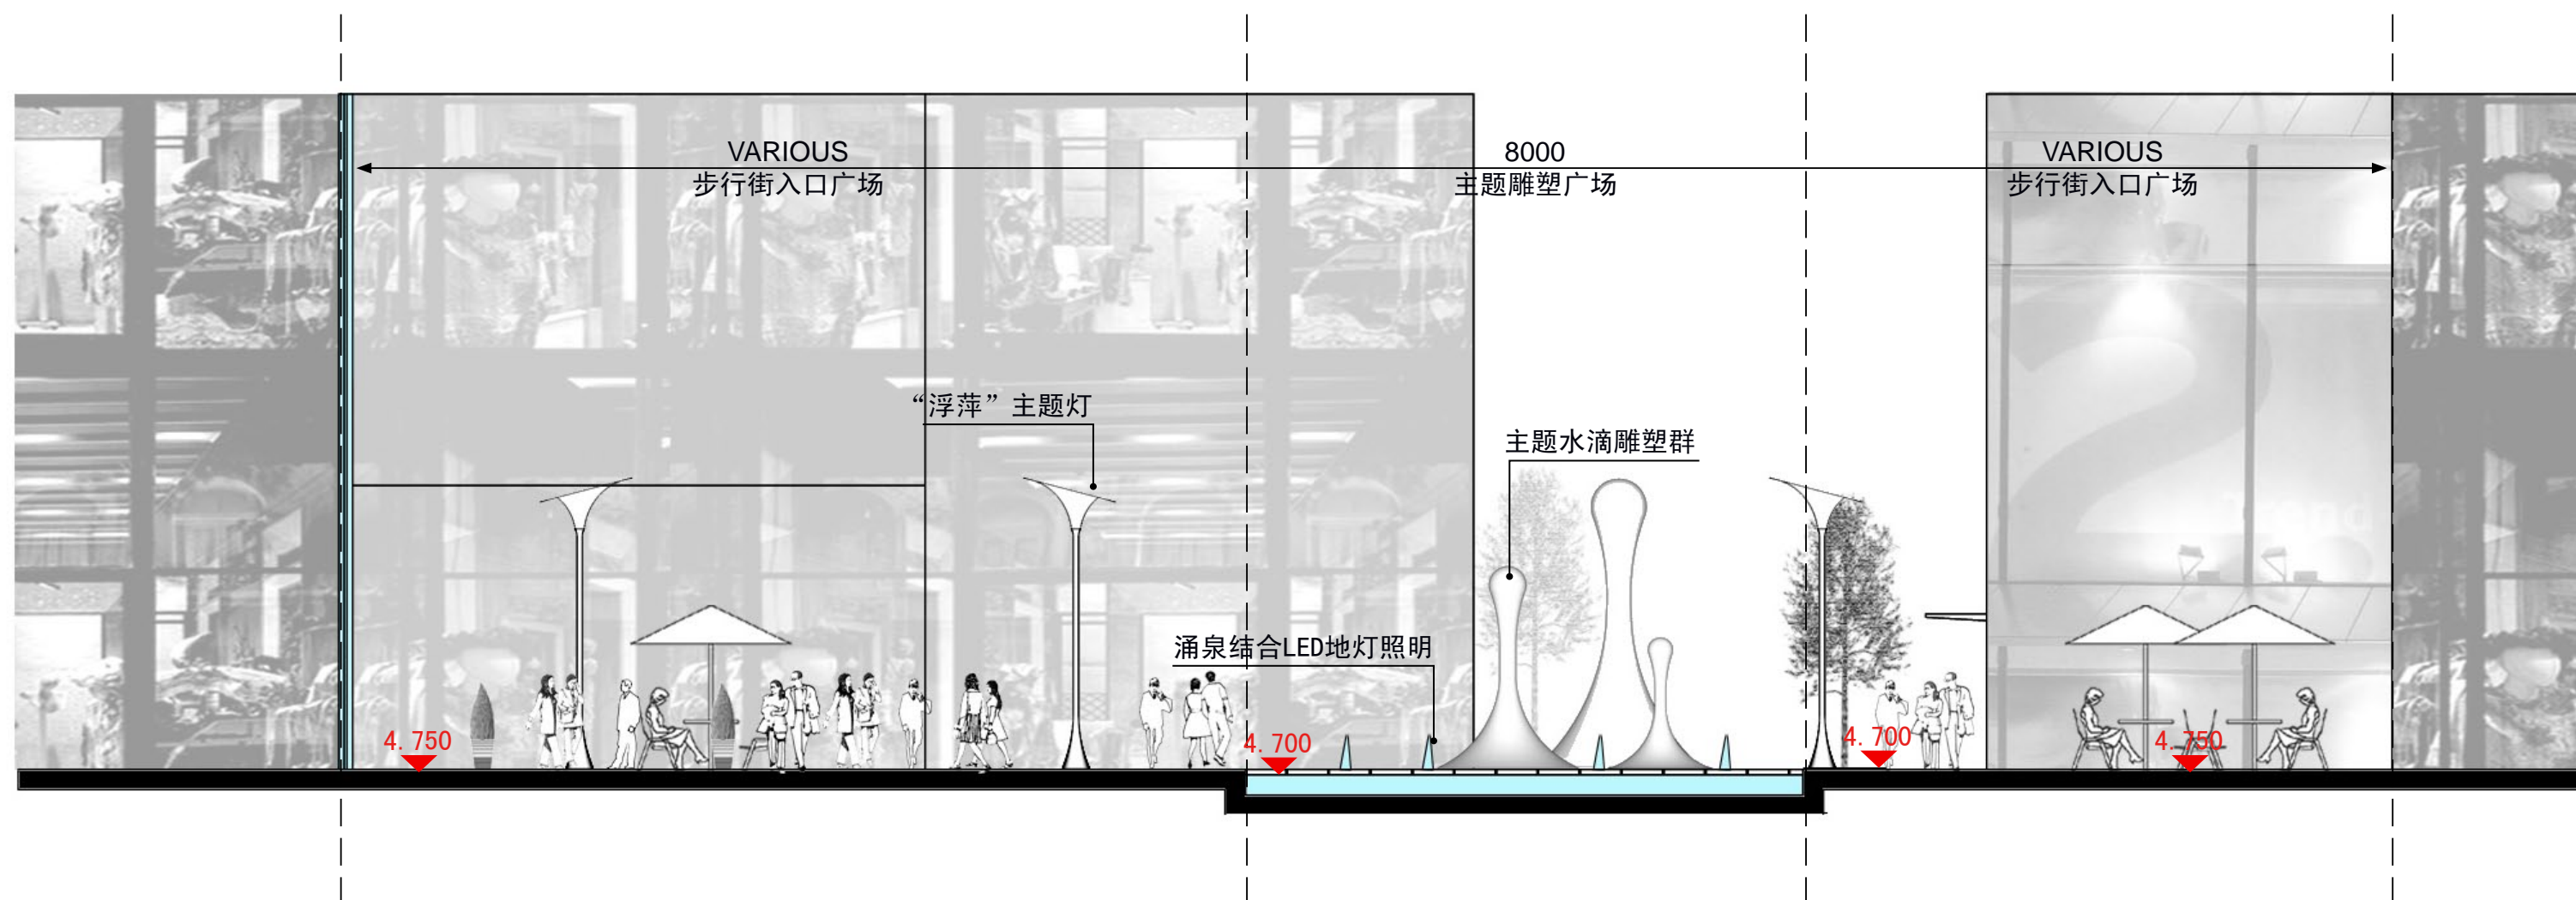 VARIOUS
步行街入口广场
8000
主题雕塑广场
VARIOUS
步行街入口广场
“浮萍”主题灯
主题水滴雕塑群
涌泉结合LED地灯照明
4.750
4.700
4.700
4.750
2